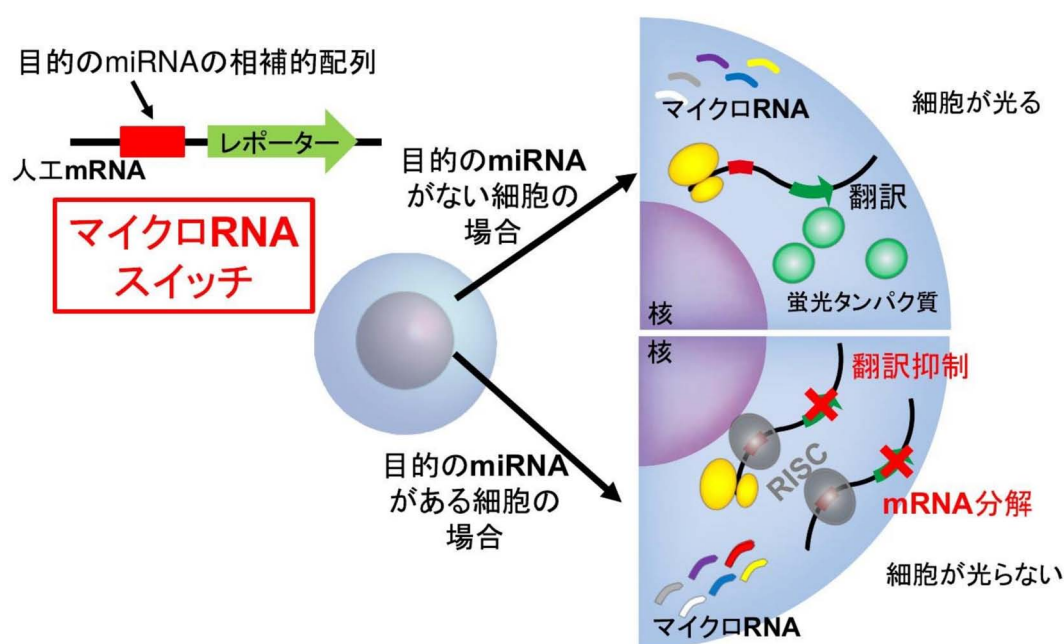 目的のmiRNAの相補的配列
レポーター
人工mRNA
マイクロRNA
スイッチ
目的のmiRNA
がない細胞の
場合
目的のmiRNA
がある細胞の
場合
マイクロRNA
細胞が光る
翻訳
蛍光タンパク質
核
核
翻訳抑制
RISC
mRNA分解
細胞が光らない
マイクロRNA